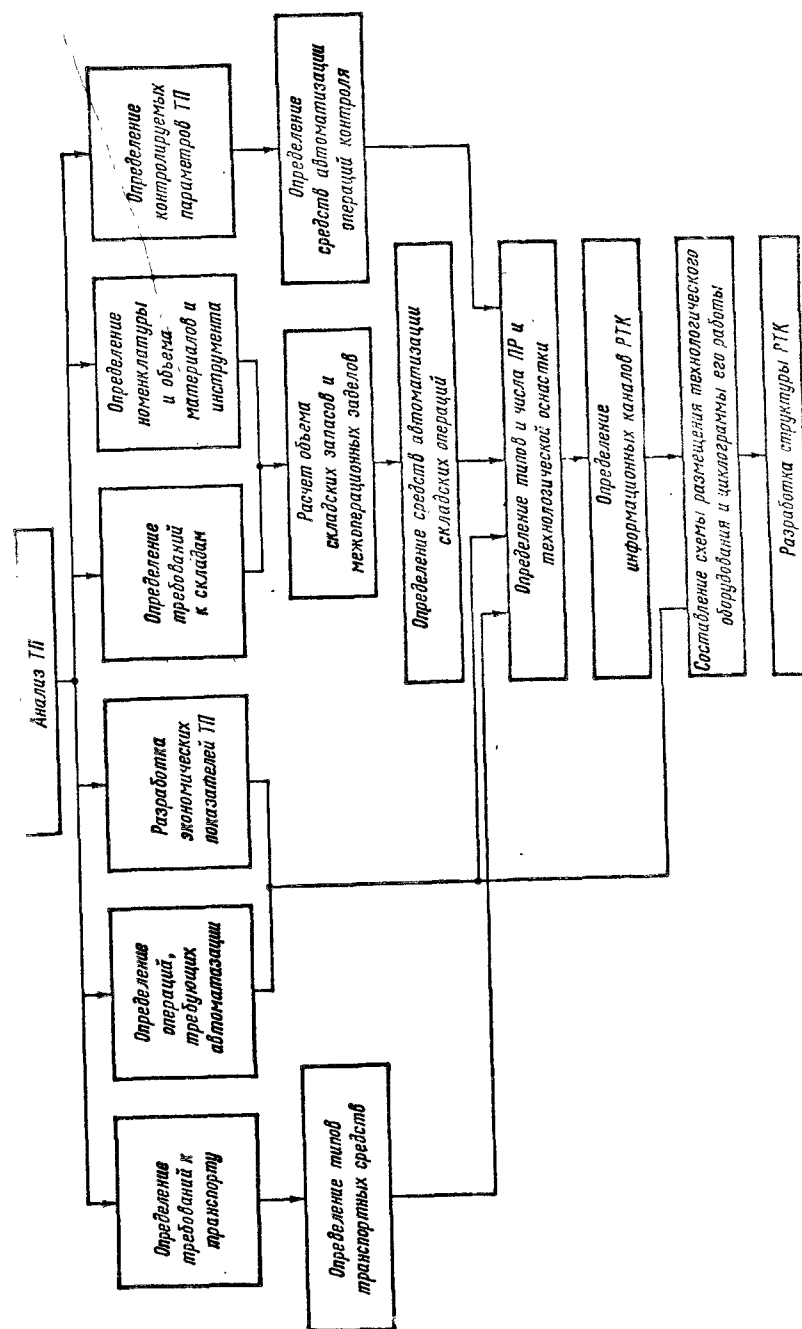 Анализ ТП
Определение
требований к
транспорту
Определение
операций,
требующих
автоматазации
Разработка
экономических
показателей ТП
Определение
требований
к складам
Определение
номенклатуры
и объема
материалов и
инструмента
Определение
контролируемых
параметров ТП
Определение типов
транспортных средств
Расчет объема
складских запасов и
межоперационных заделов
Определение
средств автоматизации
операций контроля
Определение средств автоматизации
складских операций
Определение типов и числа ПР и
технологической оснастки
Определение
информационных каналов РТК
Составление схемы размещения технологического
оборудования и циклограммы его работы
Разработка структуры РТК